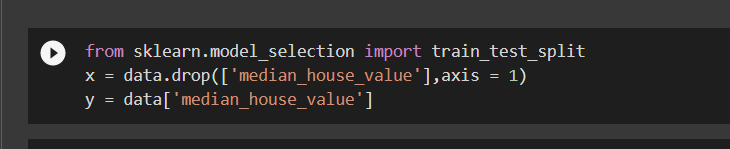 from sklearn.model_selection import train_test_split
x = data.drop(['median_house_value'],axis = 1)
y = data['median_house_value']